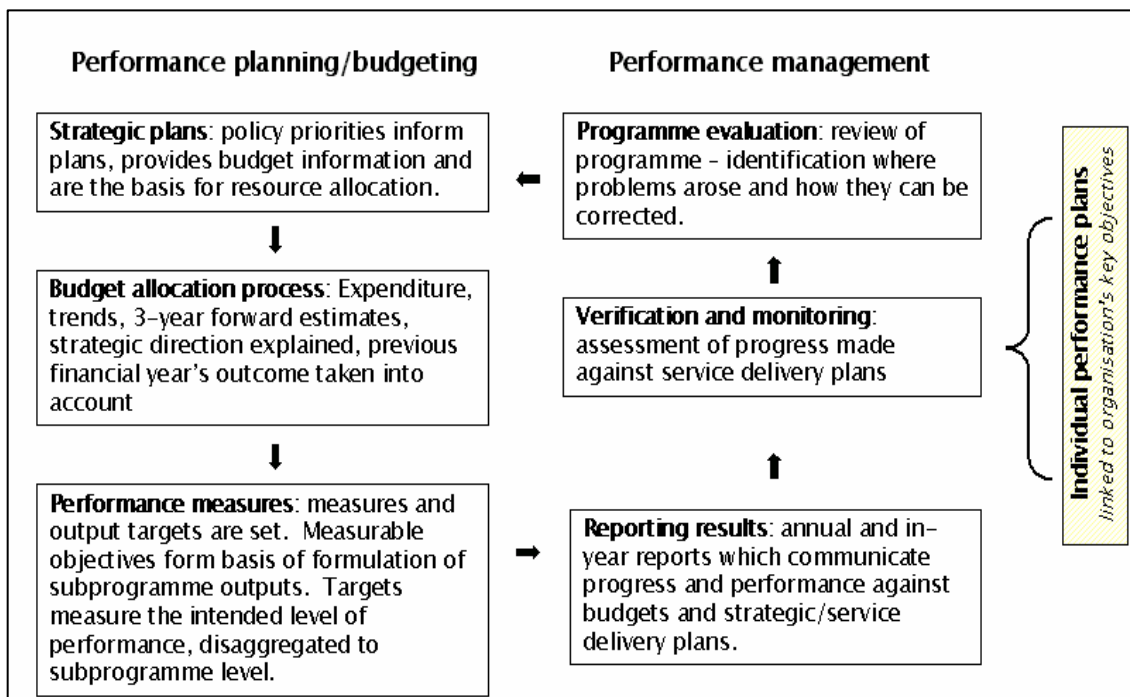 Performance planning/budgeting
Strategic plans: policy priorities inform
plans, provides budget information and
are the basis for resource allocation.
Budget allocation process: Expenditure,
trends, 3-year forward estimates,
strategic direction explained, previous
financial year's outcome taken into
account
Performance measures: measures and
output targets are set. Measurable
objectives form basis of formulation of
subprogramme outputs. Targets
measure the intended level of
performance, disaggregated to
subprogramme level.
Performance management
Programme evaluation: review of
programme - identification where
problems arose and how they can be
corrected.
Verification and monitoring:
assessment of progress made
against service delivery plans
Reporting results: annual and in-
year reports which communicate
progress and performance against
budgets and strategic/service
delivery plans.
Individual performance plans
linked to organisation's key objectives